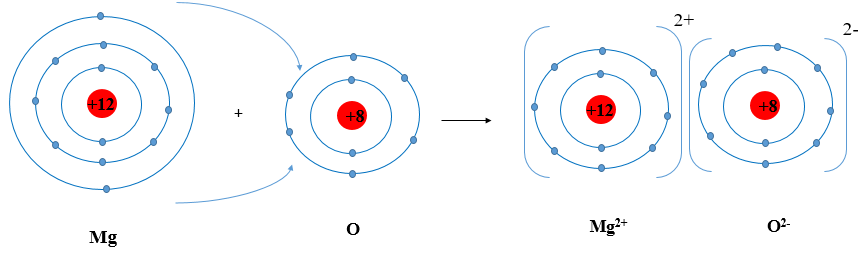 2+
2-
+12
+
+8
+12
+8
Mg
O
Mg²⁺
O²⁻